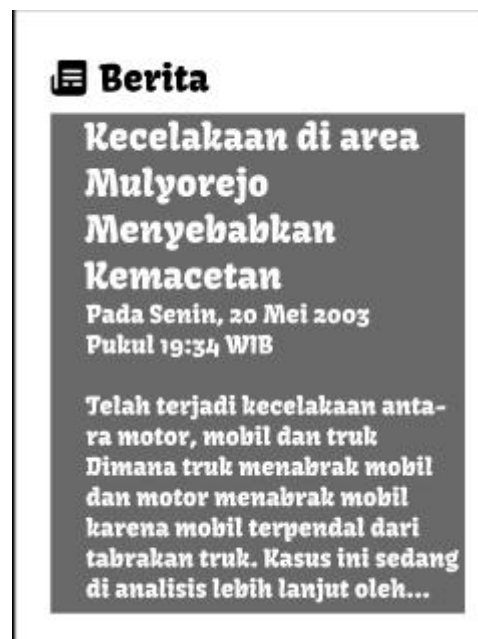 Berita
Kecelakaan di area
Mulyorejo
Menyebabkan
Kemacetan
Pada Senin, 20 Mei 2003
Pukul 19:34 WIB
Telah terjadi kecelakaan anta-
ra motor, mobil dan truk
Dimana truk menabrak mobil
dan motor menabrak mobil
karena mobil terpendal dari
tabrakan truk. Kasus ini sedang
di analisis lebih lanjut oleh...